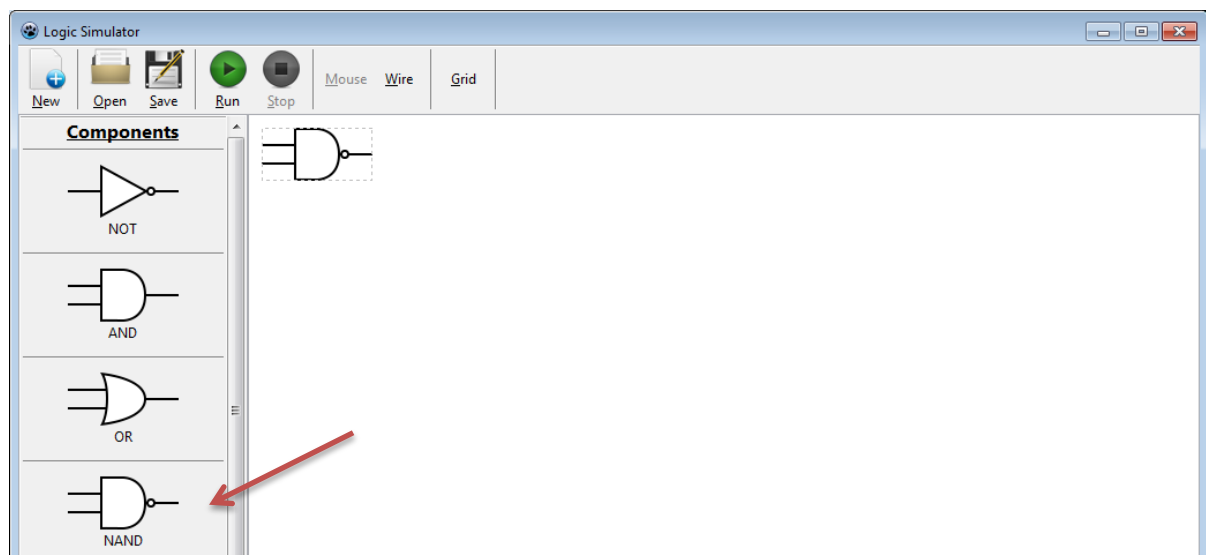 Logic Simulator
New Open Save Run Stop Mouse Wire Grid
Components
NOT
AND
OR
NAND